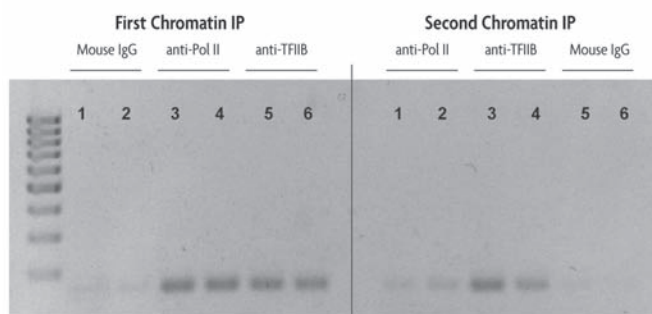 First Chromatin IP
Second Chromatin IP
Mouse IgG anti-Pol II anti-TFIIB
anti-Pol II anti-TFIIB Mouse IgG
1 2 3 4 5 6
1 2 3 4 5 6